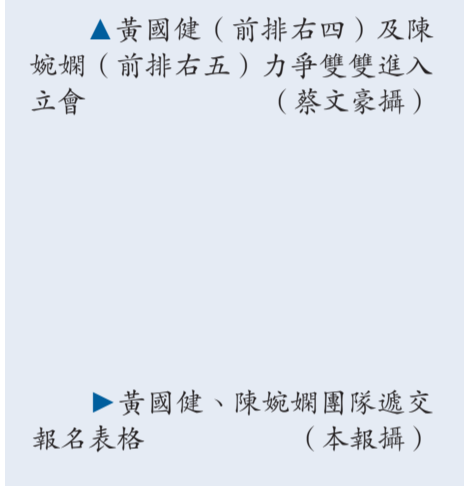 ▲黃國健（前排右四）及陳
婉嫻（前排右五）力爭雙雙進入
立會（蔡文豪攝）
▶黃國健、陳婉嫻團隊遞交
報名表格（本報攝）